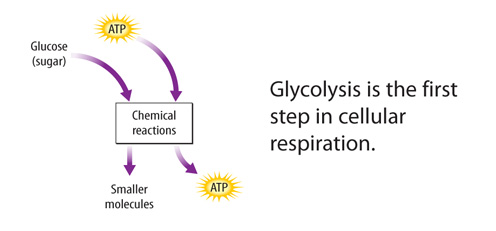 ATP
Glucose
(sugar)
Chemical
reactions
Smaller
molecules
ATP
Glycolysis is the first
step in cellular
respiration.